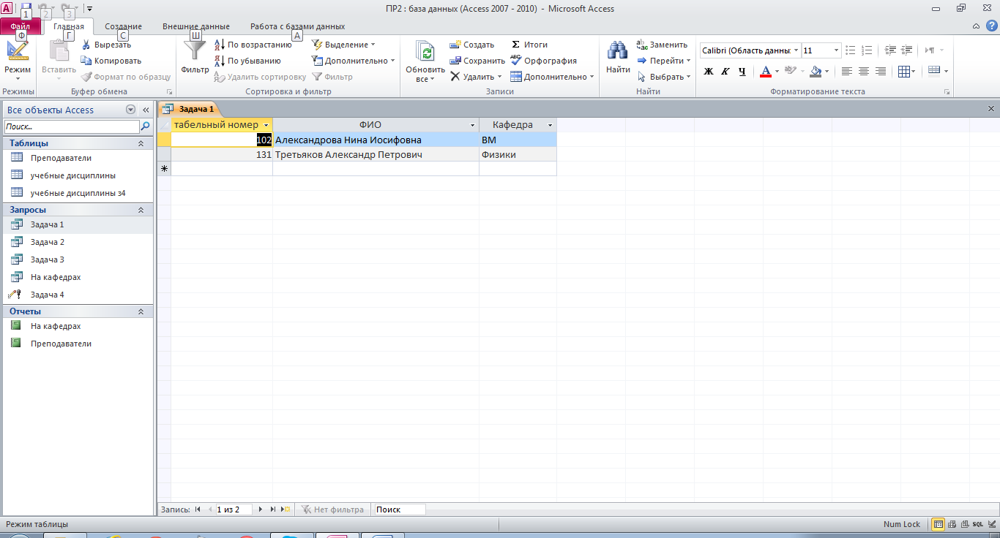 ПР2 : база данных (Access 2007 - 2010) - Microsoft Access
1 2 3
Файл Главная Создание Внешние данные Работа с базами данных
Ф Г С Ш А
Режим
Режимы
Вставить
Вырезать
Копировать
Формат по образцу
Буфер обмена
Фильтр
По возрастанию
По убыванию
Удалить сортировку
Выделение
Дополнительно
Фильтр
Сортировка и фильтр
Обновить
все
Создать
Сохранить
Удалить
Итоги
Орфография
Дополнительно
Записи
Найти
Заменить
Перейти
Выбрать
Найти
Calibri (Область данны 11
Ж К Ч А
Форматирование текста
Все объекты Access
Поиск...
Таблицы
Преподаватели
учебные дисциплины
учебные дисциплины з4
Запросы
Задача 1
Задача 2
Задача 3
На кафедрах
Задача 4
Отчеты
На кафедрах
Преподаватели
Задача 1
табельный номер ФИО Кафедра
102 Александрова Нина Иосифовна ВМ
131 Третьяков Александр Петрович Физики
Запись: 1 из 2 Нет фильтра Поиск
Режим таблицы Num Lock SQL